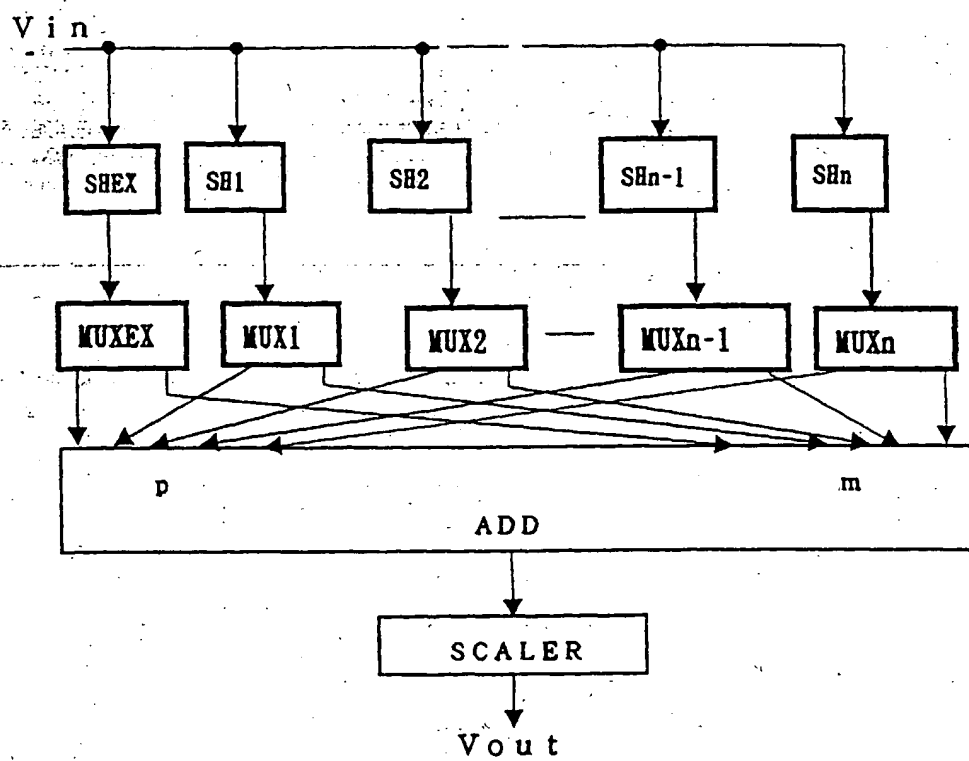 Vin
SHEX SH1 SH2 SHn-1 SHn
MUXEX MUX1 MUX2 MUXn-1 MUXn
p m
ADD
SCALER
Vout